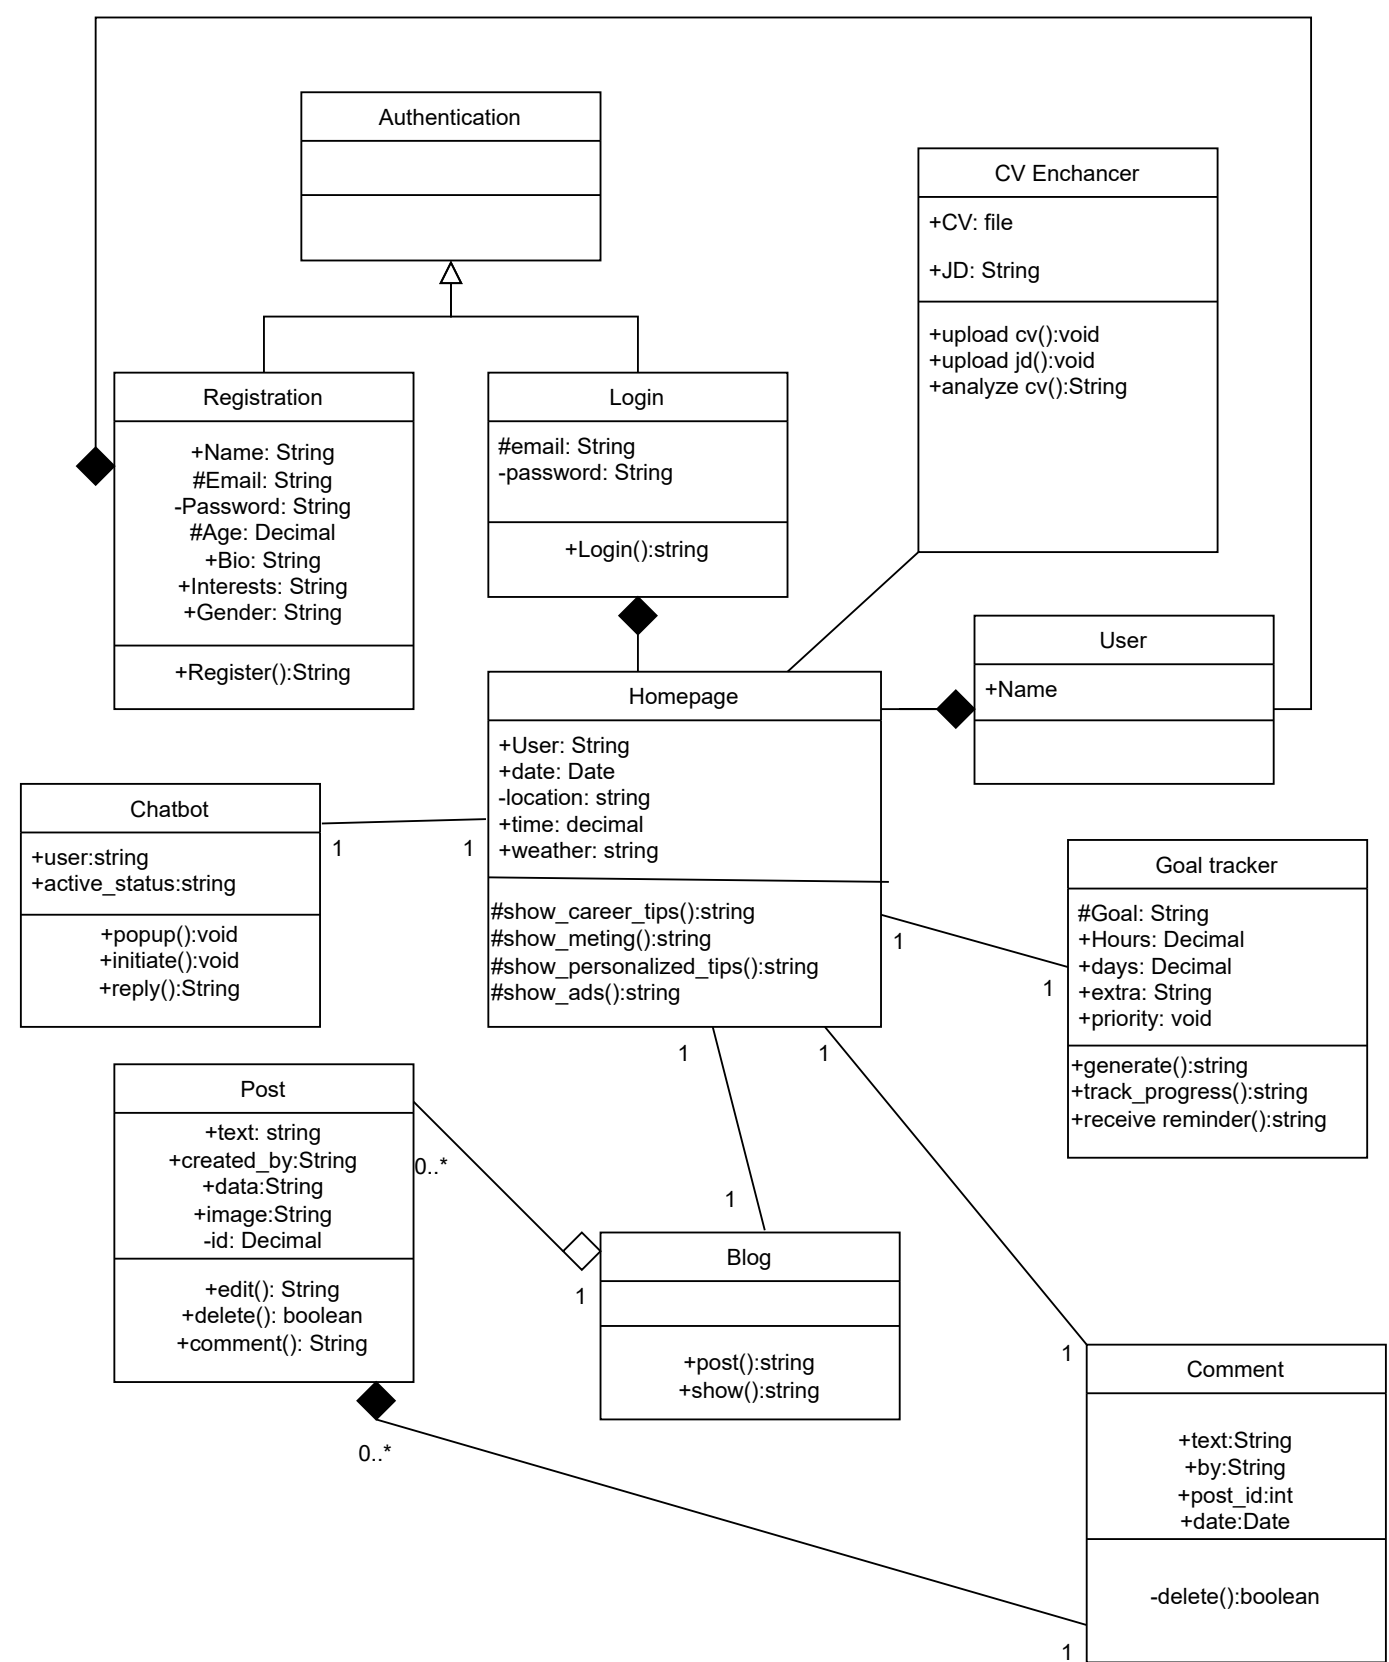 Authentication
CV Enchancer
+CV: file
+JD: String
+upload cv():void
+upload jd():void
+analyze cv():String
Registration
+Name: String
#Email: String
-Password: String
#Age: Decimal
+Bio: String
+Interests: String
+Gender: String
+Register():String
Login
#email: String
-password: String
+Login():string
User
+Name
Homepage
+User: String
+date: Date
-location: string
+time: decimal
+weather: string
#show_career_tips():string
#show_meting():string
#show_personalized_tips():string
#show_ads():string
Chatbot
+user:string
+active_status:string
+popup():void
+initiate():void
+reply():String
1
1
Goal tracker
#Goal: String
+Hours: Decimal
+days: Decimal
+extra: String
+priority: void
+generate():string
+track_progress():string
+receive reminder():string
1
1
1
1
Post
+text: string
+created_by:String
+data:String
+image:String
-id: Decimal
+edit(): String
+delete(): boolean
+comment(): String
0..*
1
1
Blog
+post():string
+show():string
1
Comment
+text:String
+by:String
+post_id:int
+date:Date
-delete():boolean
0..*
1